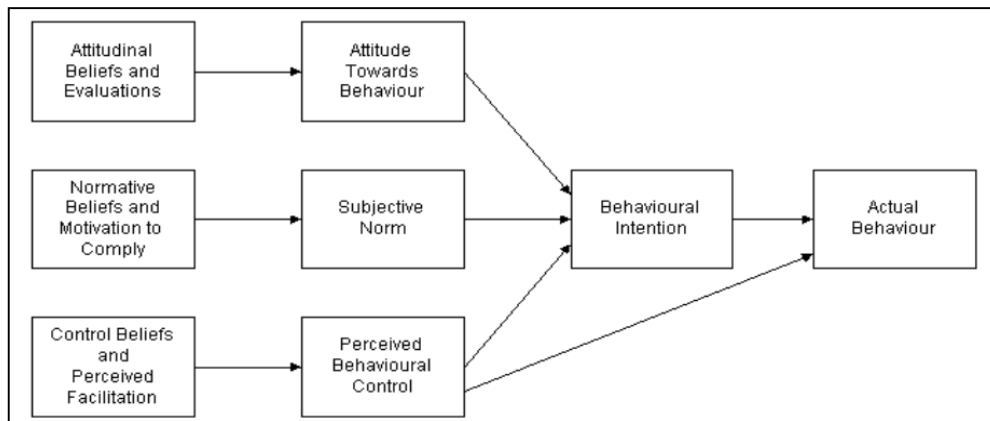 Attitudinal
Beliefs and
Evaluations
Attitude
Towards
Behaviour
Normative
Beliefs and
Motivation to
Comply
Subjective
Norm
Behavioural
Intention
Actual
Behaviour
Control Beliefs
and
Perceived
Facilitation
Perceived
Behavioural
Control